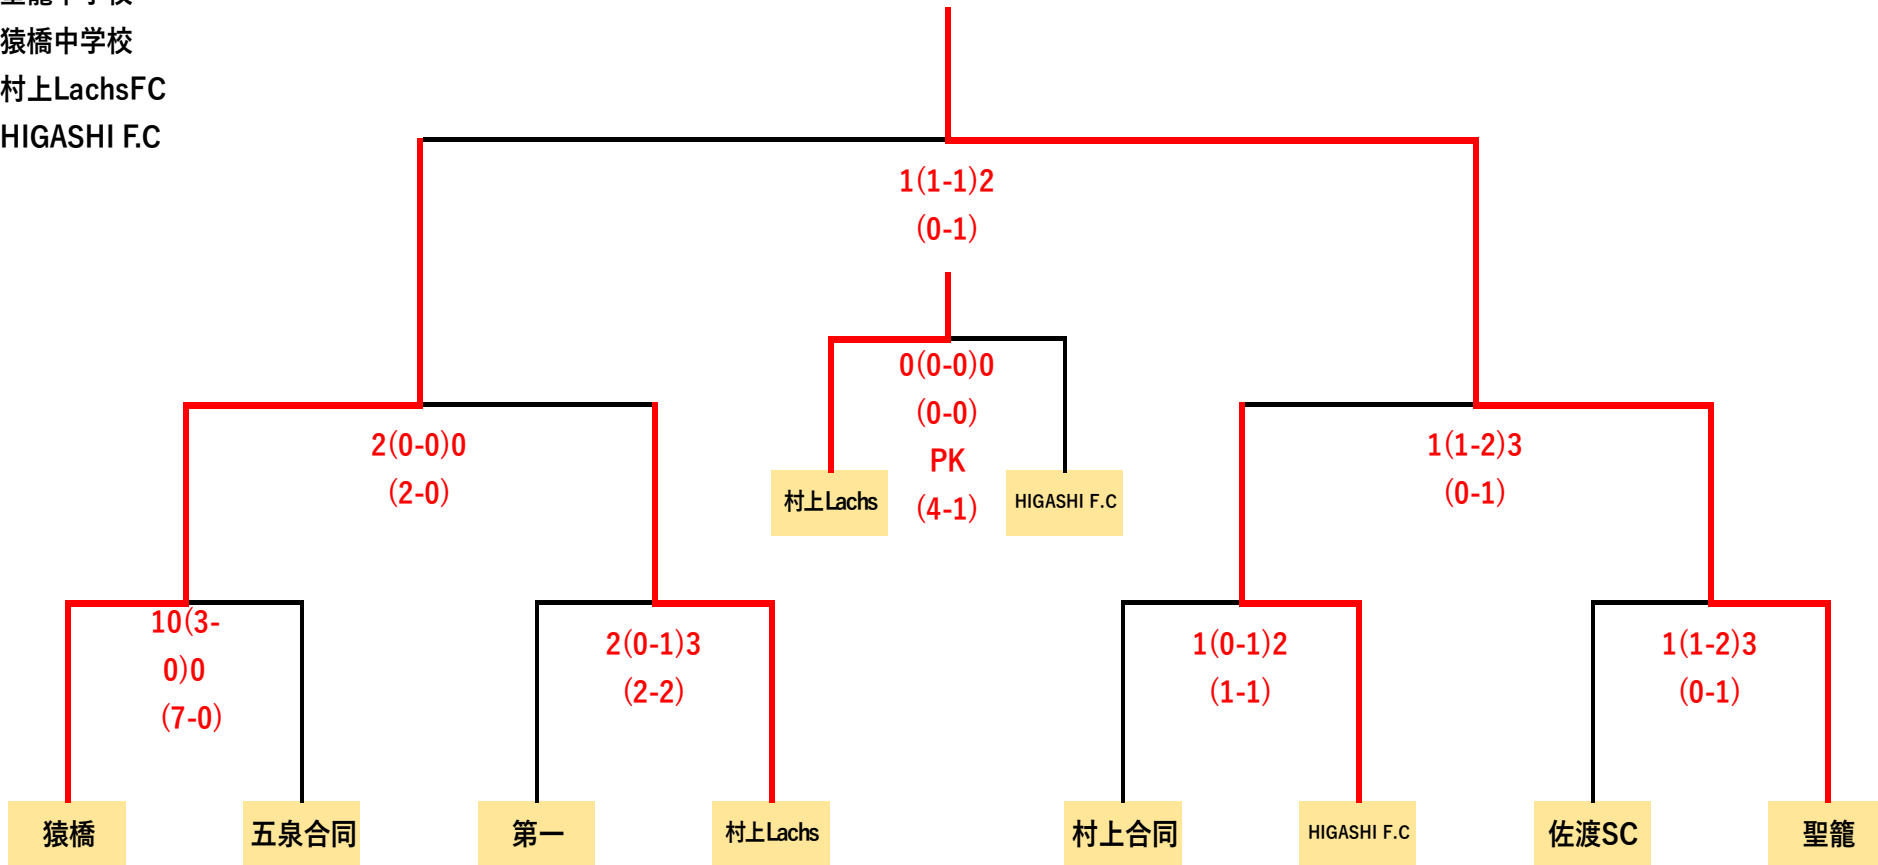 猿橋中学校
村上LachsFC
HIGASHI F.C
1(1-1)2
(0-1)
0(0-0)0
(0-0)
PK
(4-1)
村上Lachs
HIGASHI F.C
2(0-0)0
(2-0)
1(1-2)3
(0-1)
10(3-
0)0
(7-0)
2(0-1)3
(2-2)
1(0-1)2
(1-1)
1(1-2)3
(0-1)
猿橋
五泉合同
第一
村上Lachs
村上合同
HIGASHI F.C
佐渡SC
聖籠